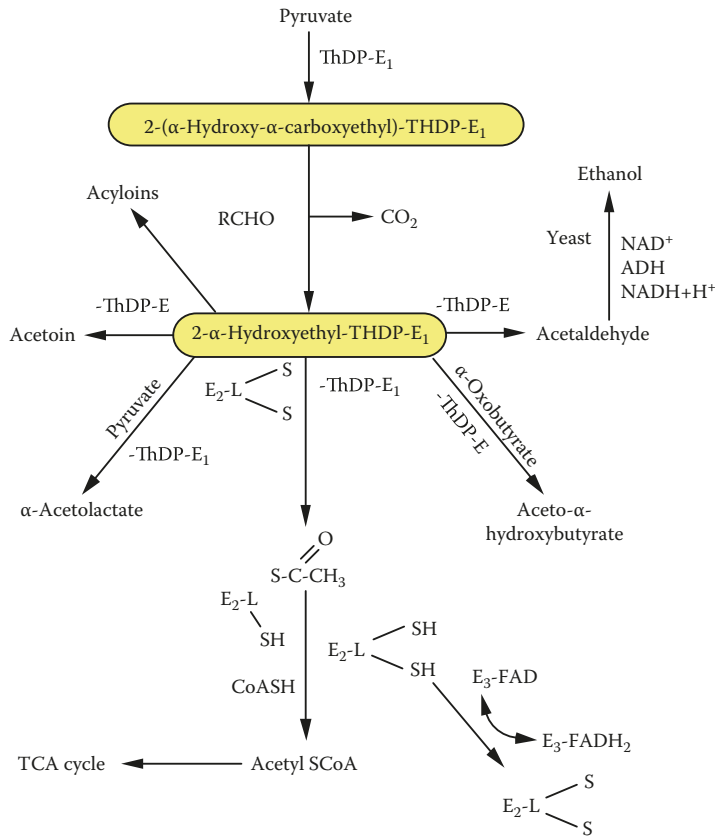 Pyruvate
ThDP-E₁
2-(α-Hydroxy-α-carboxyethyl)-THDP-E₁
Ethanol
Acyloins
RCHO
CO₂
Yeast
NAD⁺
ADH
NADH+H⁺
-ThDP-E
-ThDP-E
Acetoin
2-α-Hydroxyethyl-THDP-E₁
Acetaldehyde
S
E₂-L
S
-ThDP-E₁
Pyruvate
-ThDP-E₁
α-Oxobutyrate
-ThDP-E
α-Acetolactate
Aceto-α-
hydroxybutyrate
O
S-C-CH₃
E₂-L
SH
SH
E₂-L
SH
CoASH
E₃-FAD
E₃-FADH₂
TCA cycle
Acetyl SCoA
S
E₂-L
S